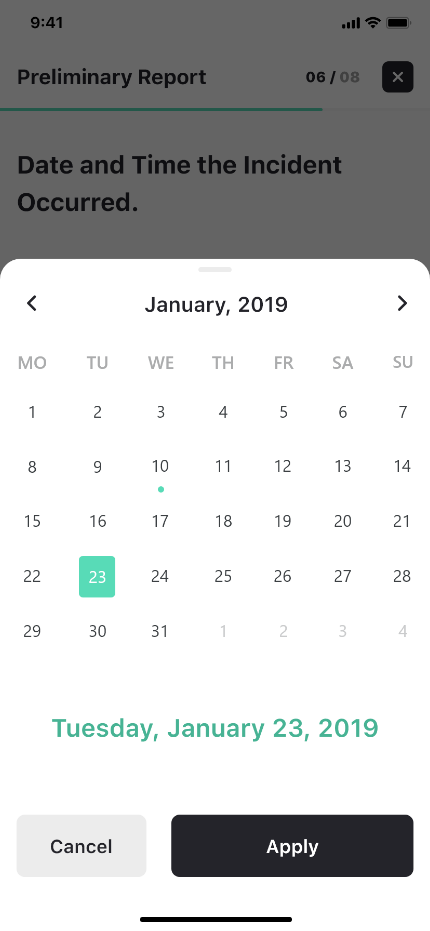 9:41
Preliminary Report 06 / 08
Date and Time the Incident
Occurred.
January, 2019
MO TU WE TH FR SA SU
1 2 3 4 5 6 7
8 9 10 11 12 13 14
15 16 17 18 19 20 21
22 23 24 25 26 27 28
29 30 31 1 2 3 4
Tuesday, January 23, 2019
Cancel Apply